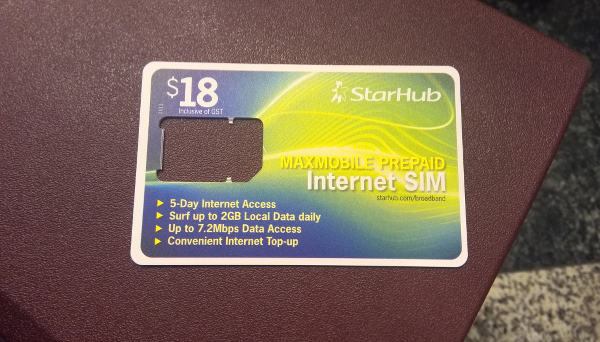 $18
Inclusive of GST
StarHub
MAXMOBILE PREPAID
Internet SIM
starhub.com/broadband
► 5-Day Internet Access
► Surf up to 2GB Local Data daily
► Up to 7.2Mbps Data Access
► Convenient Internet Top-up